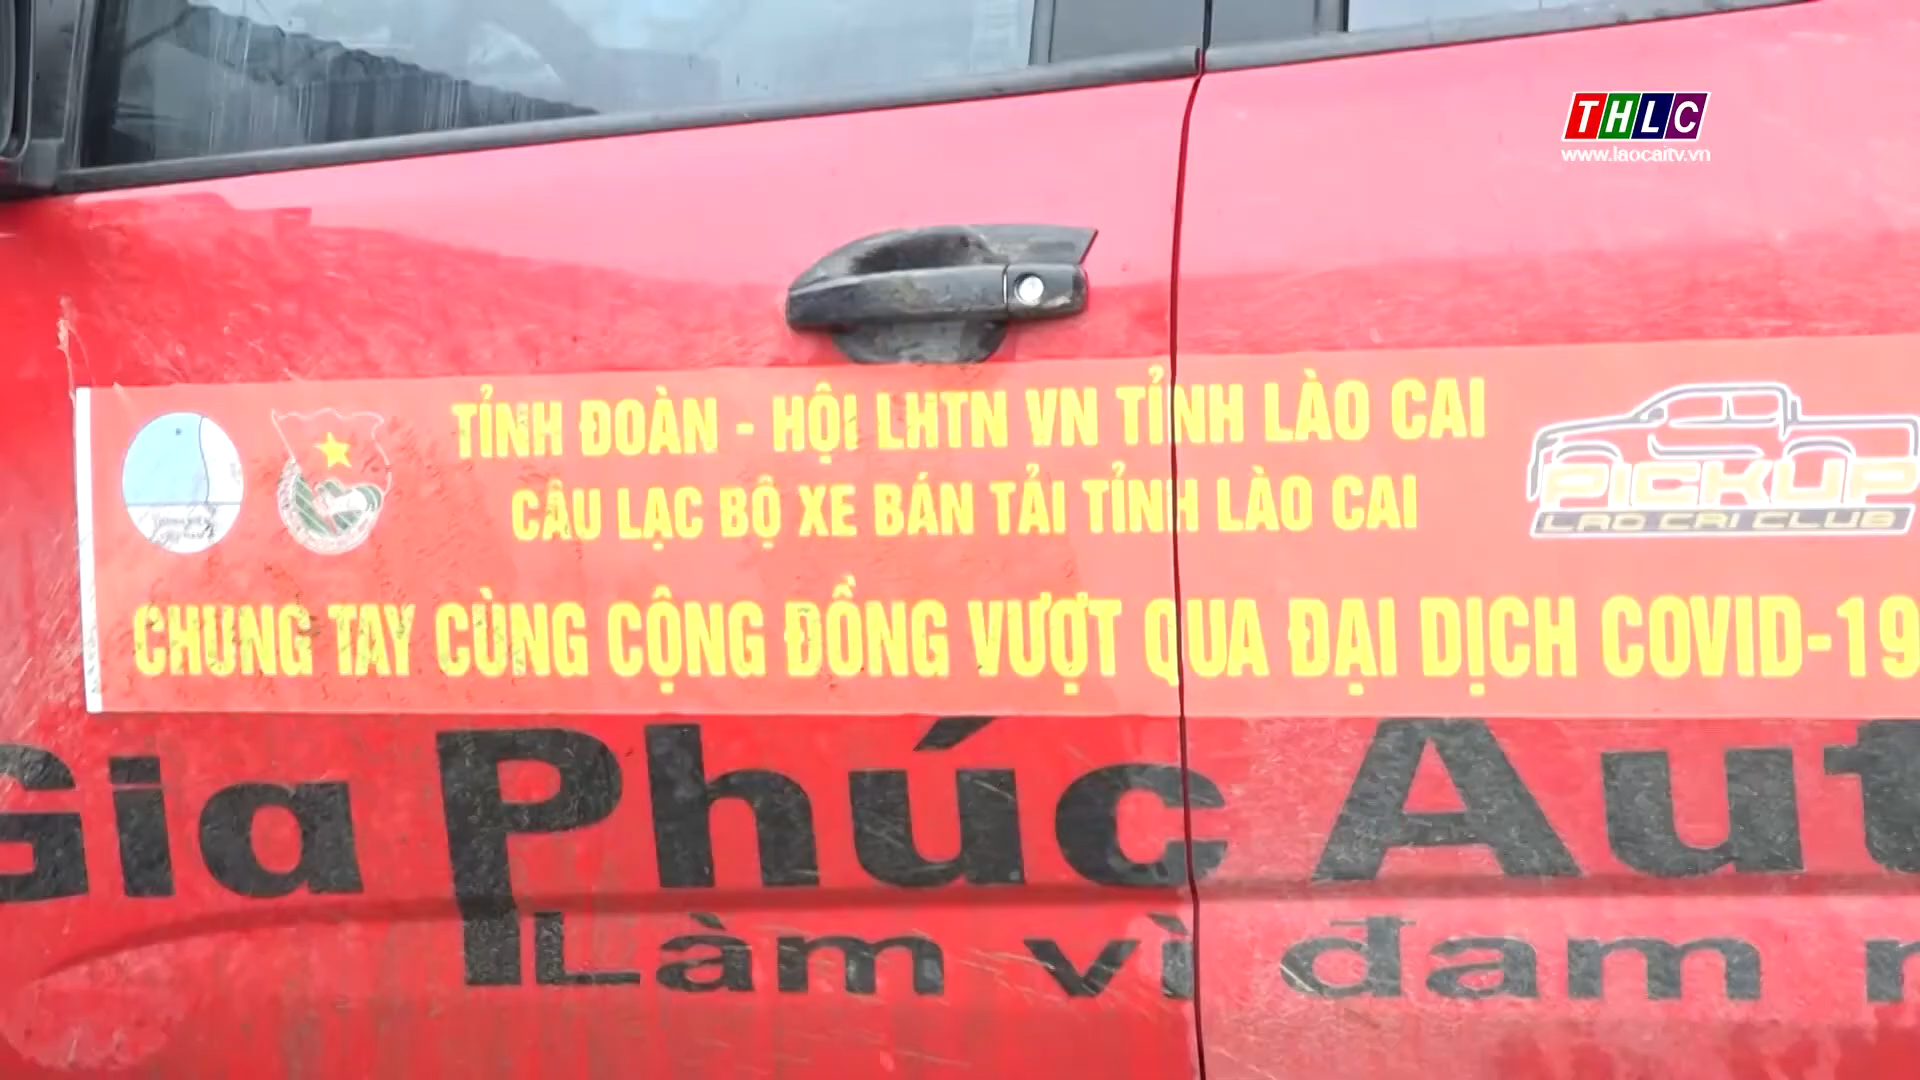 THLC
www.laocaitv.vn
TỈNH ĐOÀN - HỘI LHTN VN TỈNH LÀO CAI
CÂU LẠC BỘ XE BÁN TẢI TỈNH LÀO CAI
PICKUP
LAO CAI CLUB
CHUNG TAY CÙNG CỘNG ĐỒNG VƯỢT QUA ĐẠI DỊCH COVID-19
Gia Phúc Aut
Làm vì đam